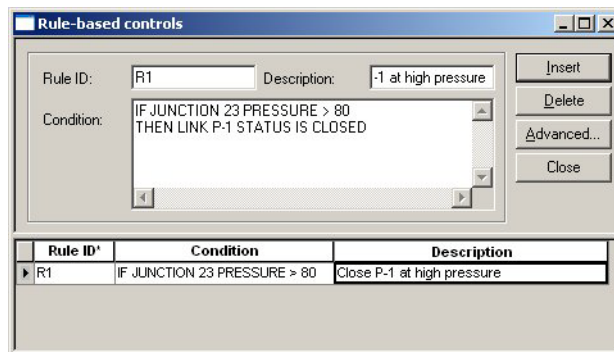 Rule-based controls
Rule ID: R1 Description: -1 at high pressure
Condition: IF JUNCTION 23 PRESSURE > 80
THEN LINK P-1 STATUS IS CLOSED
Insert
Delete
Advanced...
Close
Rule ID* Condition Description
R1 IF JUNCTION 23 PRESSURE > 80 Close P-1 at high pressure